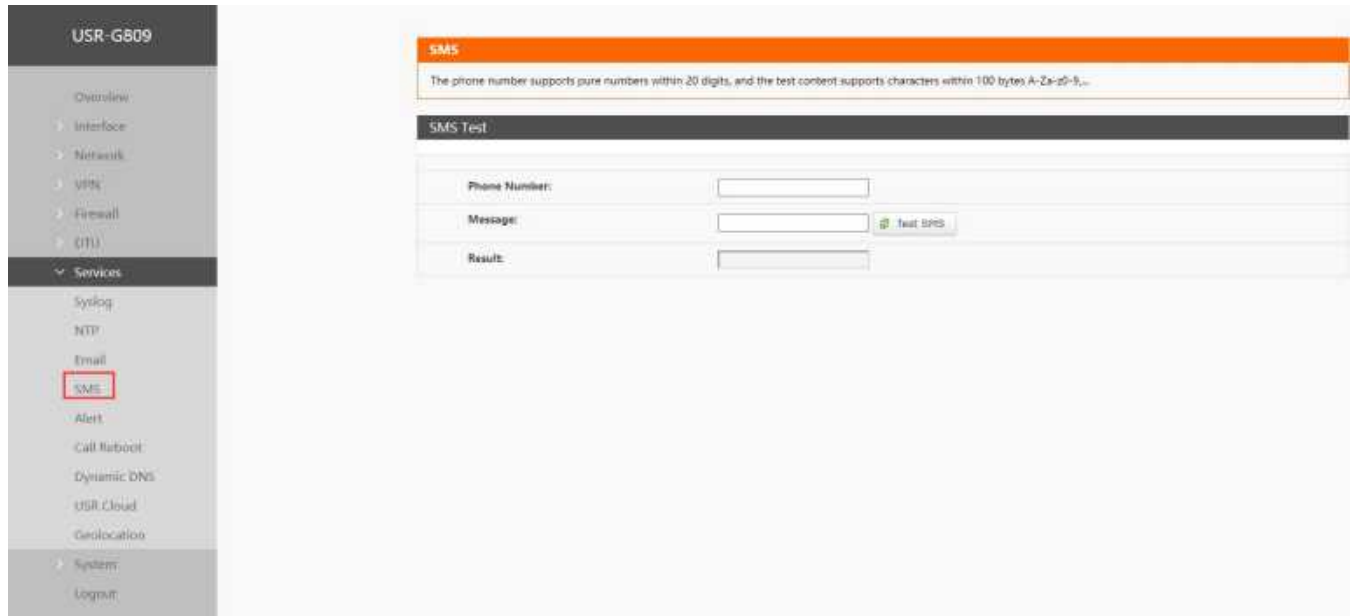 USR-G809
Overview
Interface
Network
VPN
Firewall
DTU
Services
Syslog
NTP
Email
SMS
Alert
Call Reboot
Dynamic DNS
USR Cloud
Geolocation
System
Logout
SMS
The phone number supports pure numbers within 20 digits, and the test content supports characters within 100 bytes A-Za-z0-9,...
SMS Test
Phone Number:
Message:
Test SMS
Result: